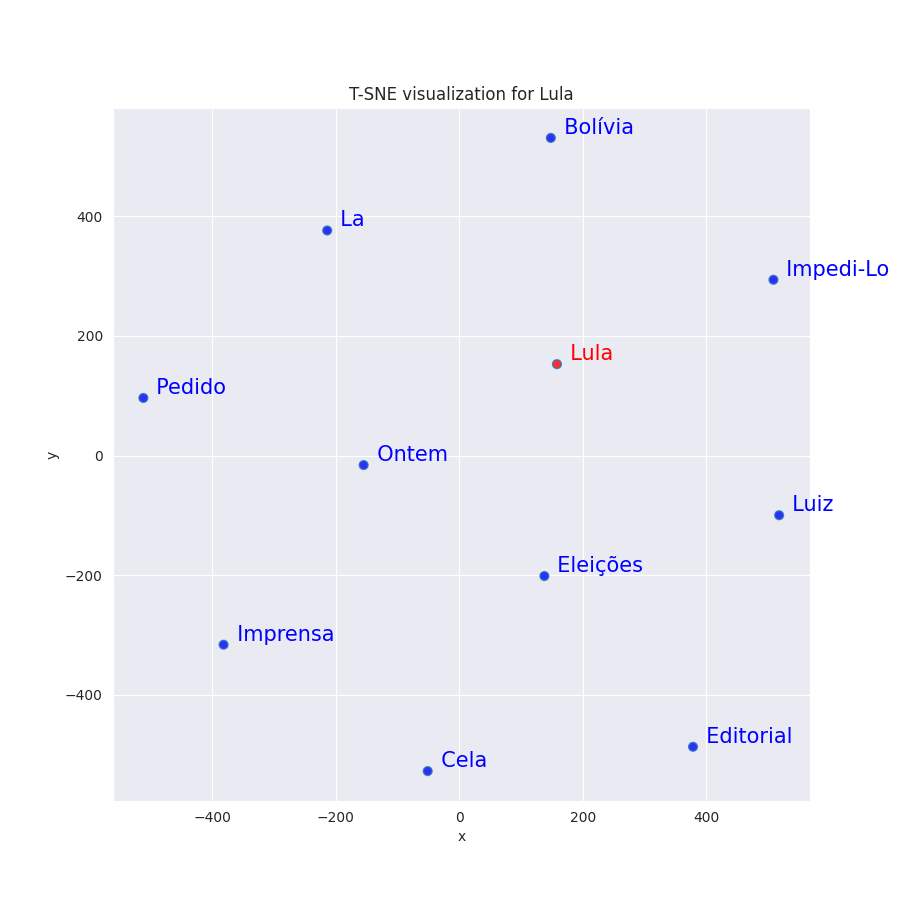 T-SNE visualization for Lula
Bolívia
La
400
Impedi-Lo
200
Lula
Pedido
y
0
Ontem
Luiz
−200
Eleições
Imprensa
−400
Editorial
Cela
−400 −200 0 200 400
x